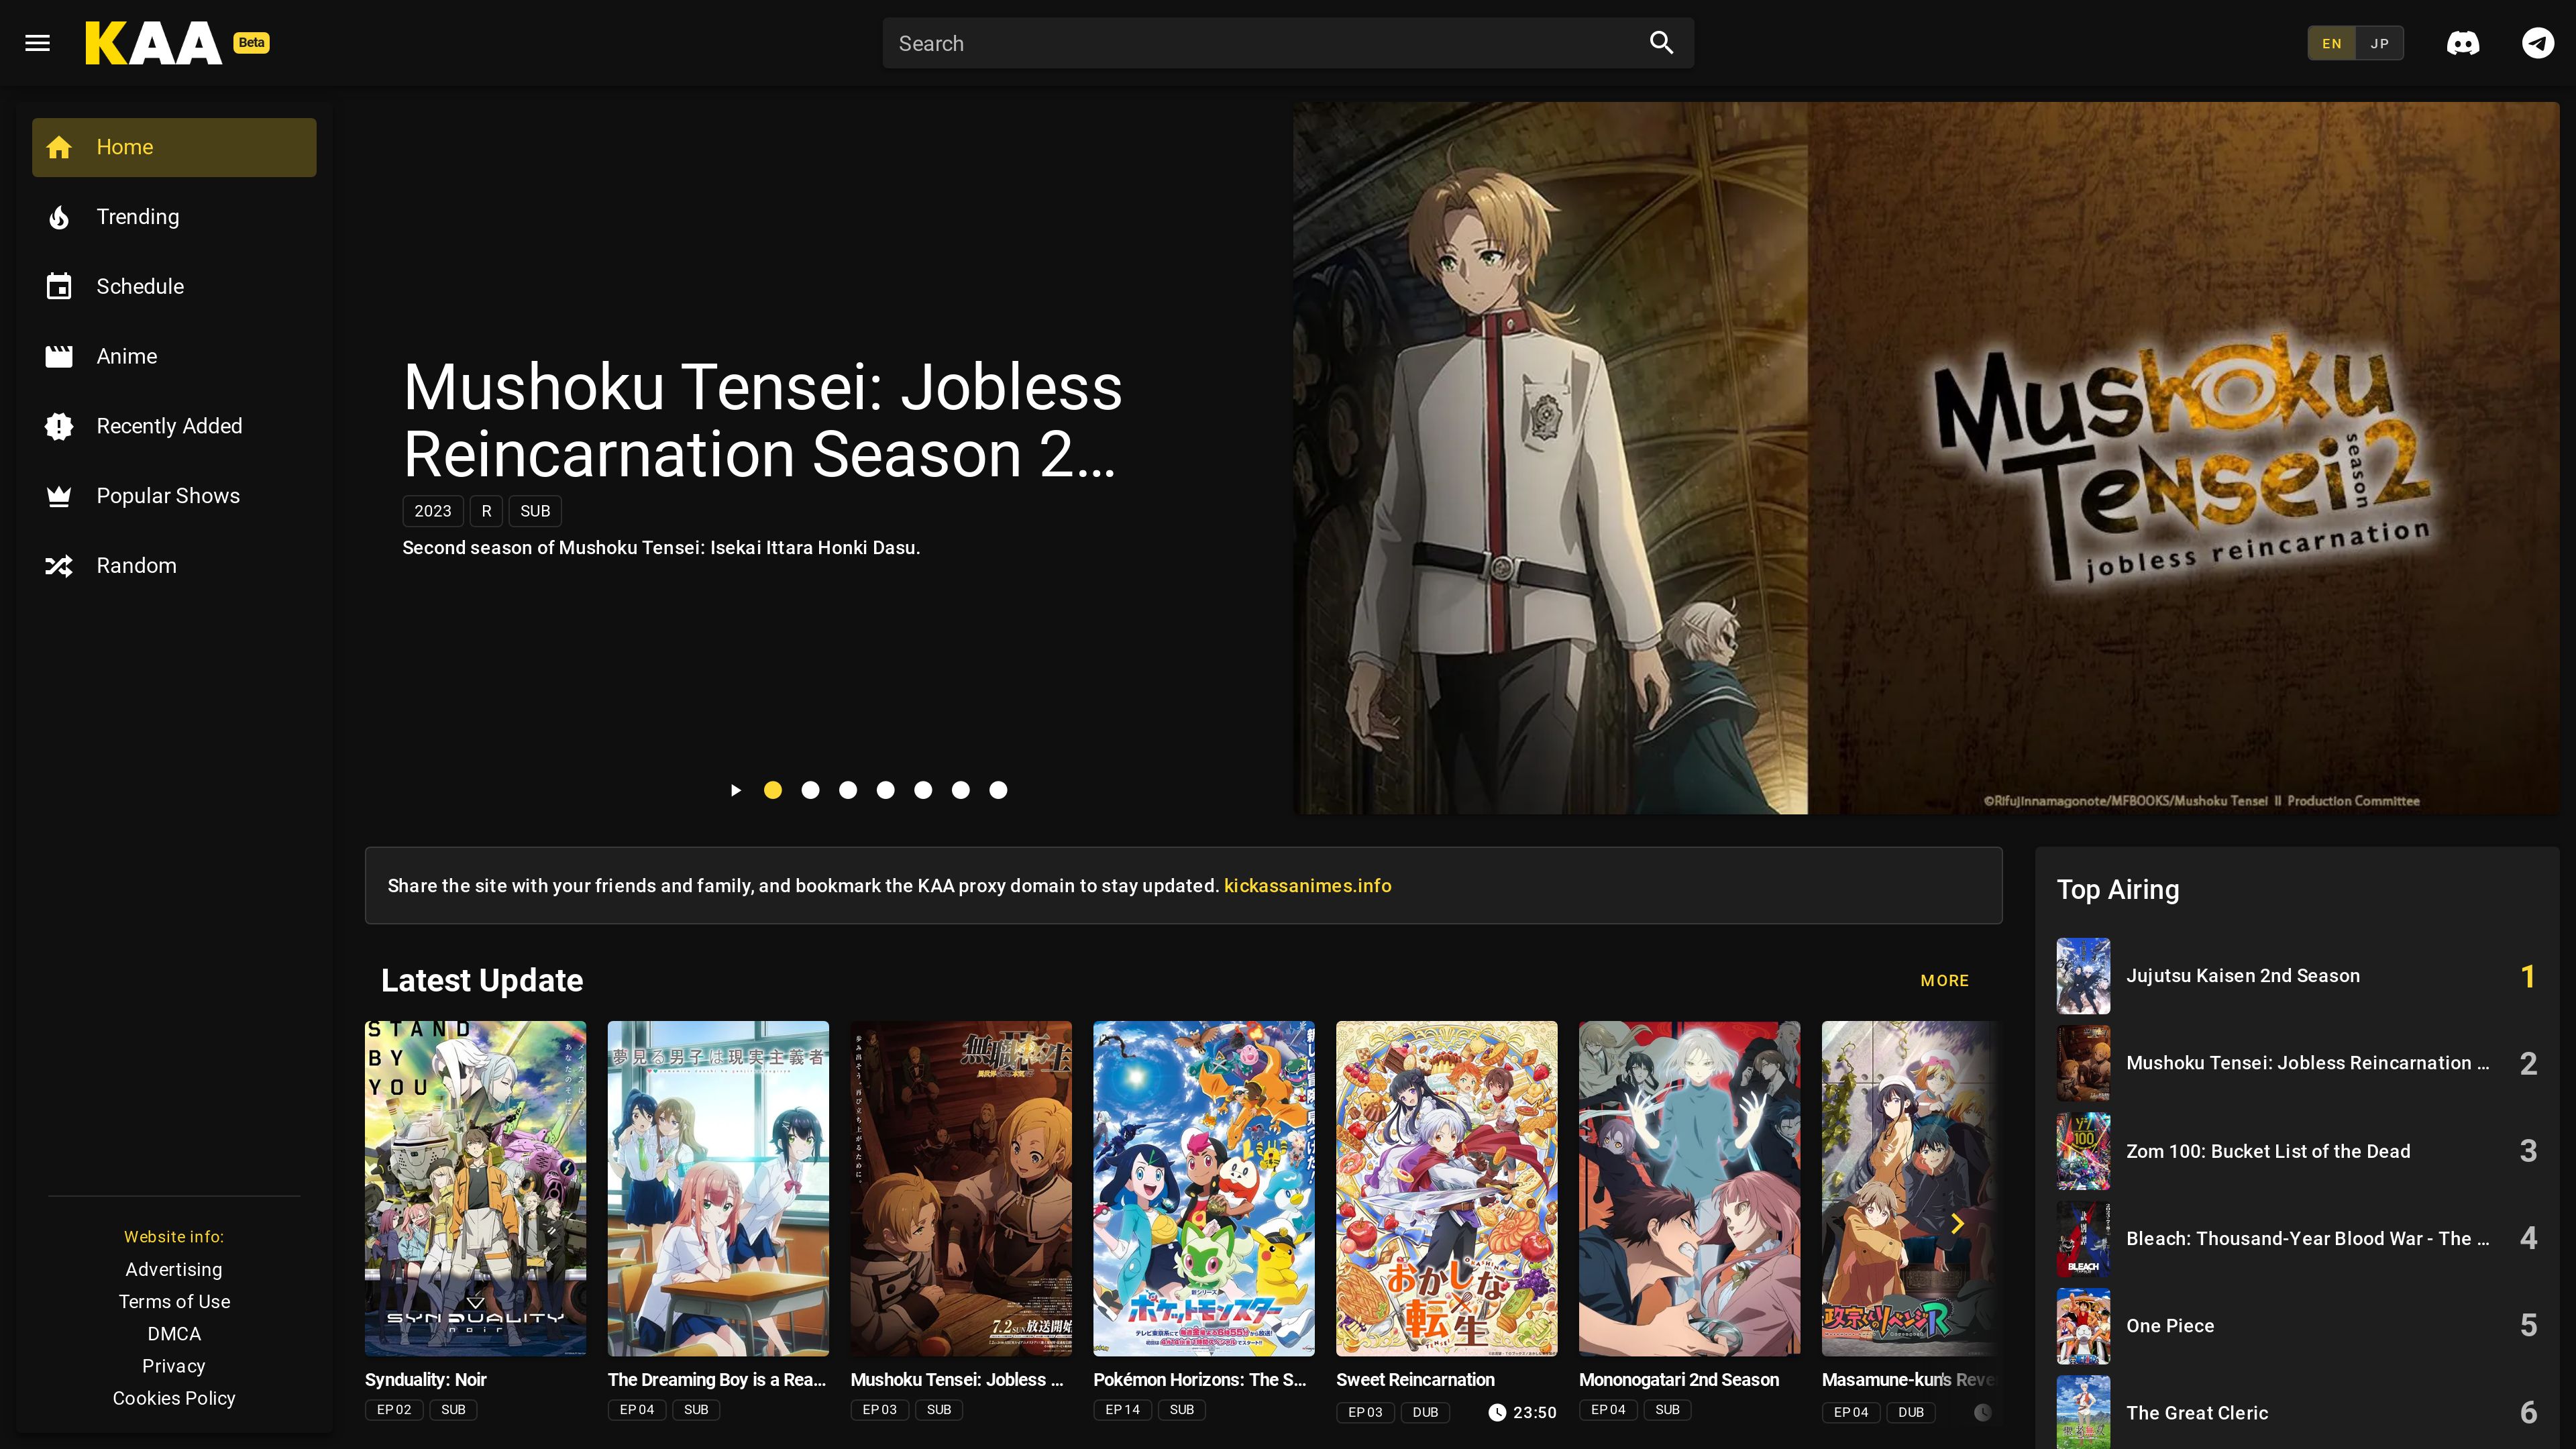 KAA Beta
Search
EN JP
Home
Trending
Schedule
Anime
Recently Added
Popular Shows
Random
Website info:
Advertising
Terms of Use
DMCA
Privacy
Cookies Policy
Mushoku Tensei: Jobless
Reincarnation Season 2...
2023 R SUB
Second season of Mushoku Tensei: Isekai Ittara Honki Dasu.
Mushoku
Tensei 2
season
jobless reincarnation
©Rifujinnamagonote/MFBOOKS/Mushoku Tensei II Production Committee
Share the site with your friends and family, and bookmark the KAA proxy domain to stay updated. kickassanimes.info
Latest Update
MORE
STAND
BY
YOU
SYNDUALITY
noir
Synduality: Noir
EP 02 SUB
夢見る男子は現実主義者
The Dreaming Boy is a Rea...
EP 04 SUB
無職転生
7.2 SUN 放送開始
Mushoku Tensei: Jobless ...
EP 03 SUB
ポケットモンスター
Pokémon Horizons: The S...
EP 14 SUB
おかしな
転生
Sweet Reincarnation
EP 03 DUB 23:50
Mononogatari 2nd Season
EP 04 SUB
政宗くんのリベンジR
Masamune-kun's Reve
EP 04 DUB
Top Airing
Jujutsu Kaisen 2nd Season 1
Mushoku Tensei: Jobless Reincarnation ... 2
Zom 100: Bucket List of the Dead 3
BLEACH
Bleach: Thousand-Year Blood War - The ... 4
One Piece 5
The Great Cleric 6